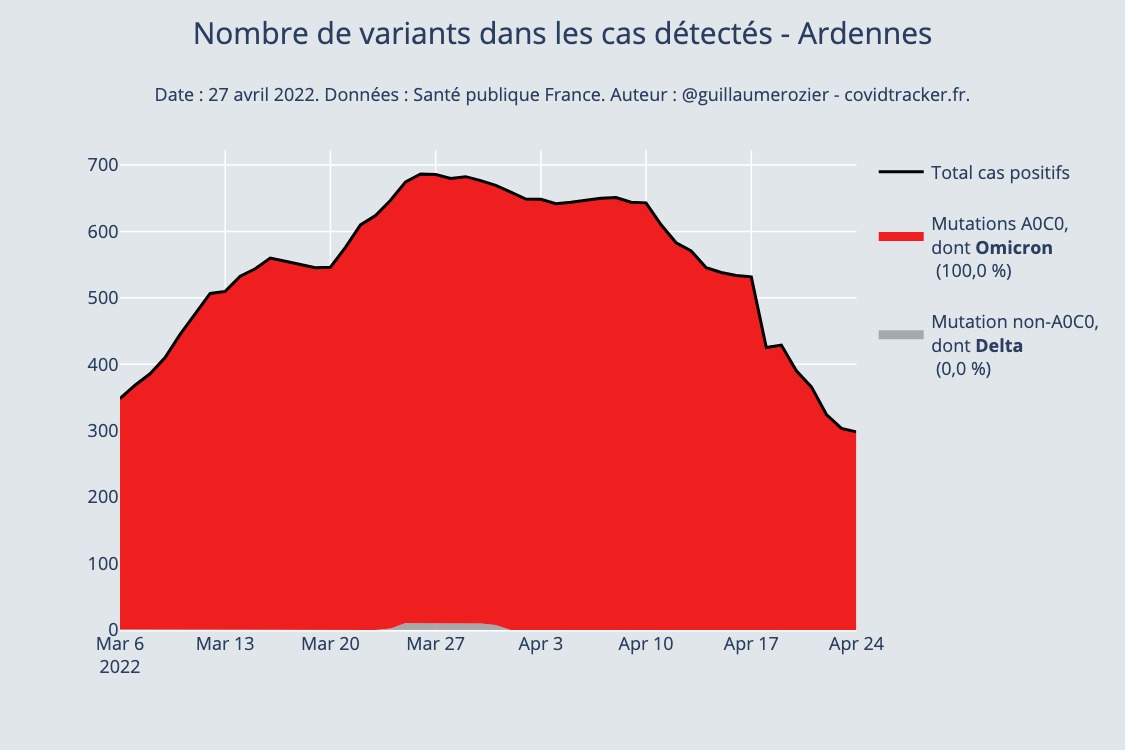 Nombre de variants dans les cas détectés - Ardennes
Date : 27 avril 2022. Données : Santé publique France. Auteur : @guillaumerozier - covidtracker.fr.
700
600
500
400
300
200
100
0
Mar 6
2022
Mar 13
Mar 20
Mar 27
Apr 3
Apr 10
Apr 17
Apr 24
Total cas positifs
Mutations A0C0,
dont Omicron
(100,0 %)
Mutation non-A0C0,
dont Delta
(0,0 %)